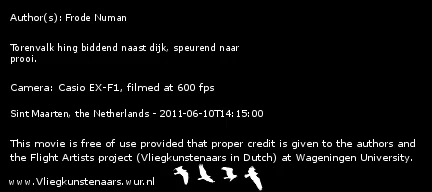 Author(s): Frode Numan
Torenvalk hing biddend naast dijk, speurend naar
prooi.
Camera: Casio EX-F1, filmed at 600 fps
Sint Maarten, the Netherlands - 2011-06-10T14:15:00
This movie is free of use provided that proper credit is given to the authors and
the Flight Artists project (Vliegkunstenaars in Dutch) at Wageningen University.
www.Vliegkunstenaars.wur.nl